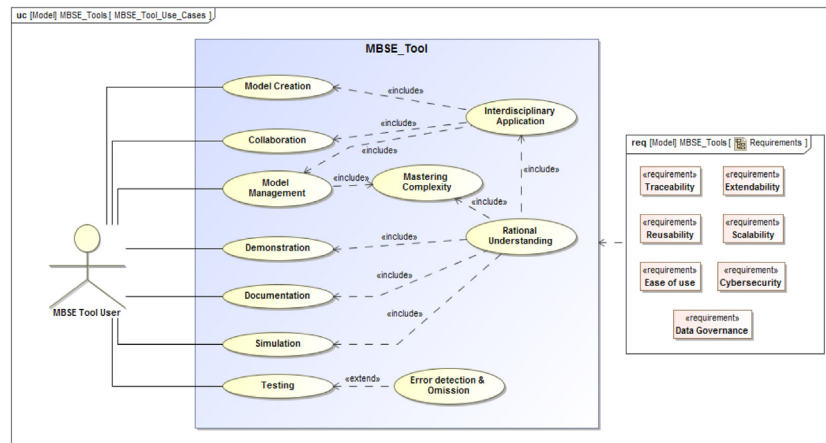 uc [Model] MBSE_Tools [ MBSE_Tool_Use_Cases ]
MBSE_Tool
Model Creation
«include»
Interdisciplinary
Application
Collaboration
«include»
«include»
Model
Management
«include»
Mastering
Complexity
«include»
«include»
Rational
Understanding
Demonstration
«include»
Documentation
«include»
Simulation
«include»
Testing
«extend»
Error detection &
Omission
MBSE Tool User
req [Model] MBSE_Tools [ Requirements ]
«requirement»
Traceability
«requirement»
Extendability
«requirement»
Reusability
«requirement»
Scalability
«requirement»
Ease of use
«requirement»
Cybersecurity
«requirement»
Data Governance